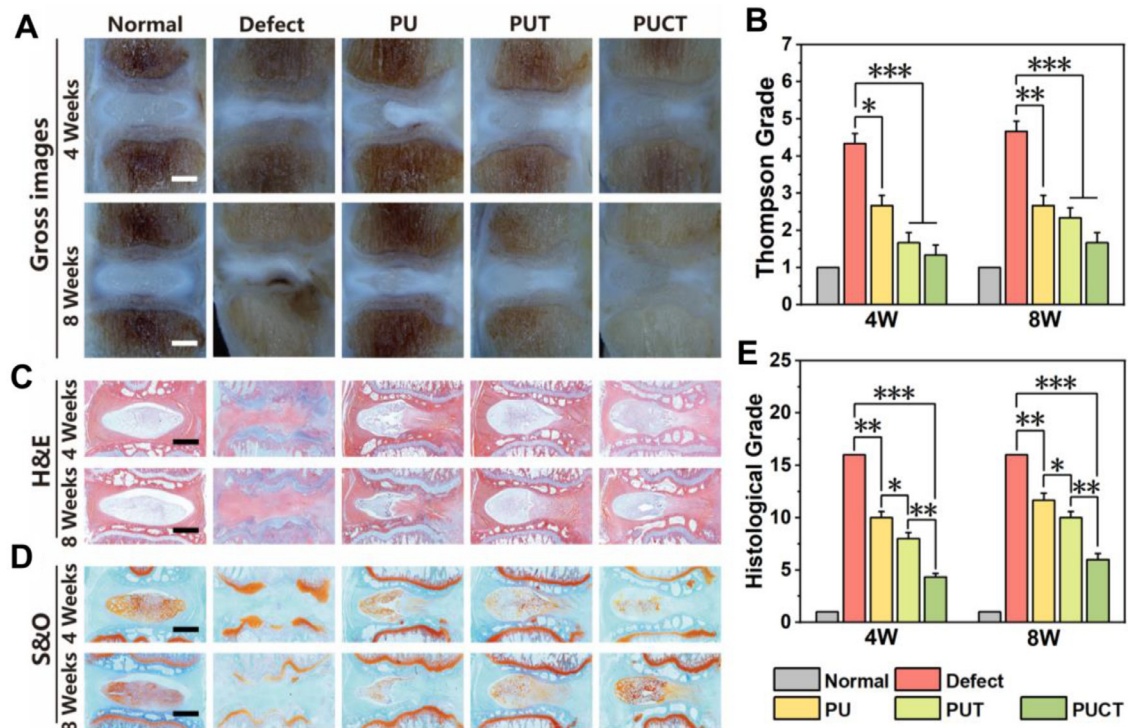 A
Normal
Defect
PU
PUT
PUCT
Gross images
4 Weeks
8 Weeks
B
Thompson Grade
7
6
5
4
3
2
1
0
***
*
***
**
4W
8W
C
H&E
4 Weeks
8 Weeks
D
S&O
4 Weeks
8 Weeks
E
Histological Grade
25
20
15
10
5
0
***
**
*
**
***
**
*
**
4W
8W
Normal
Defect
PU
PUT
PUCT